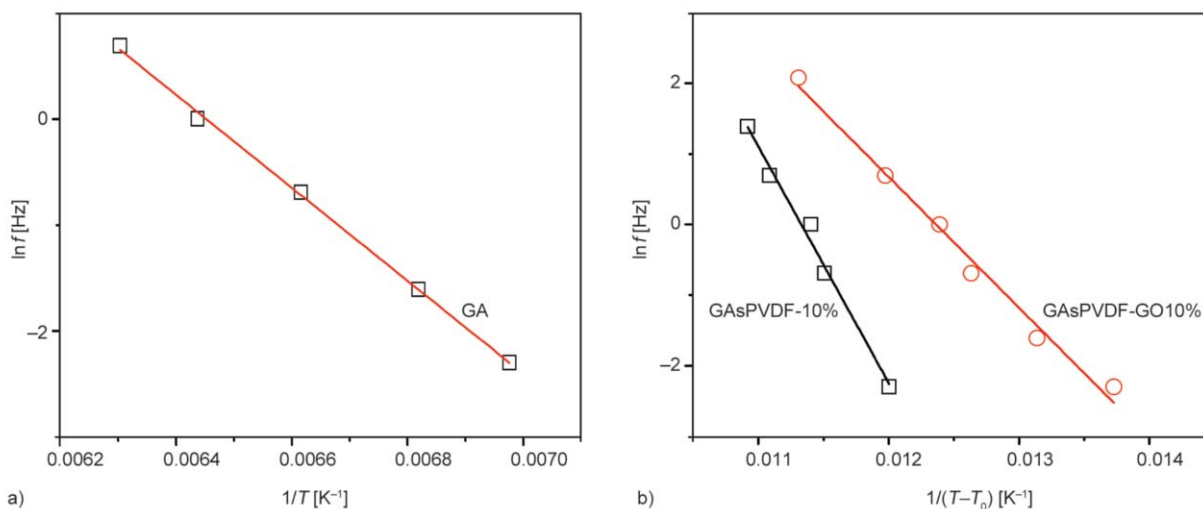 0
–2
ln f [Hz]
GA
0.0062
0.0064
0.0066
0.0068
0.0070
1/T [K⁻¹]
a)
2
0
–2
ln f [Hz]
GAsPVDF-10%
GAsPVDF-GO10%
0.011
0.012
0.013
0.014
1/(T–T₀) [K⁻¹]
b)